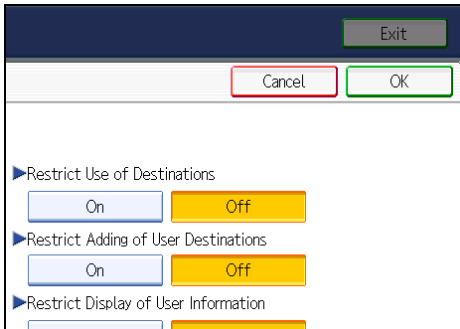 Exit
Cancel OK
Restrict Use of Destinations
On Off
Restrict Adding of User Destinations
On Off
Restrict Display of User Information